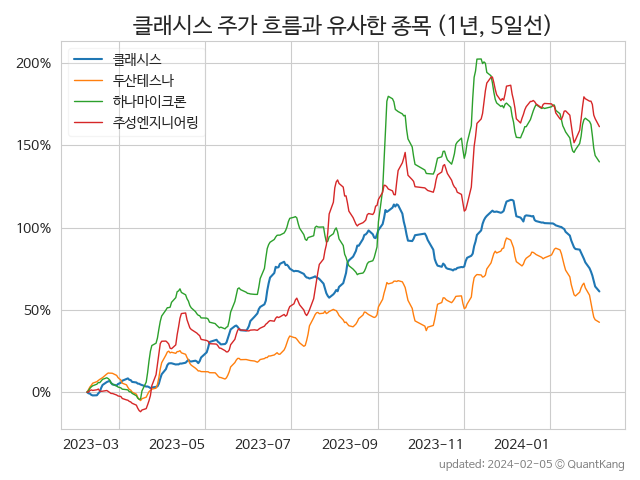 클래시스 주가 흐름과 유사한 종목 (1년, 5일선)
클래시스
두산테스나
하나마이크론
주성엔지니어링
200%
150%
100%
50%
0%
2023-03 2023-05 2023-07 2023-09 2023-11 2024-01
updated: 2024-02-05 © QuantKang